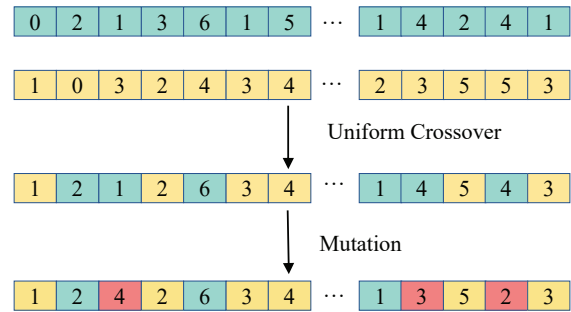 0 2 1 3 6 1 5 ··· 1 4 2 4 1
1 0 3 2 4 3 4 ··· 2 3 5 5 3
Uniform Crossover
1 2 1 2 6 3 4 ··· 1 4 5 4 3
Mutation
1 2 4 2 6 3 4 ··· 1 3 5 2 3